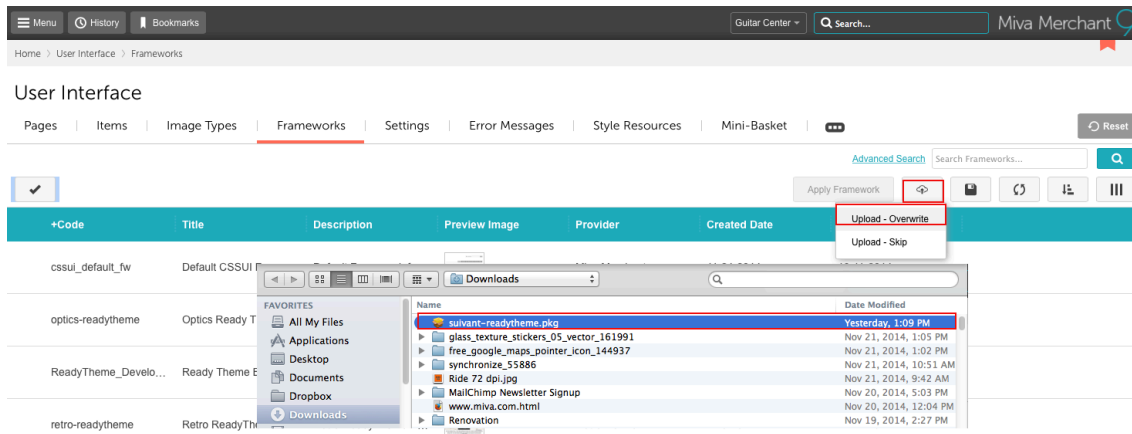 Menu History Bookmarks Guitar Center Search... Miva Merchant 9
Home > User Interface > Frameworks
User Interface
Pages Items Image Types Frameworks Settings Error Messages Style Resources Mini-Basket Reset
Advanced Search Search Frameworks...
Apply Framework
Upload - Overwrite
Upload - Skip
+Code Title Description Preview Image Provider Created Date
cssui_default_fw Default CSSUI
Downloads
FAVORITES Name Date Modified
All My Files suivant-readytheme.pkg Yesterday, 1:09 PM
optics-readytheme Optics Ready T
Applications glass_texture_stickers_05_vector_161991 Nov 21, 2014, 1:05 PM
free_google_maps_pointer_icon_144937 Nov 21, 2014, 1:02 PM
Desktop synchronize_55886 Nov 21, 2014, 10:51 AM
ReadyTheme_Develo... Ready Theme
Documents Ride 72 dpi.jpg Nov 21, 2014, 9:42 AM
Dropbox MailChimp Newsletter Signup Nov 20, 2014, 5:03 PM
www.miva.com.html Nov 20, 2014, 12:04 PM
Downloads Renovation Nov 19, 2014, 2:27 PM
retro-readytheme Retro ReadyTh